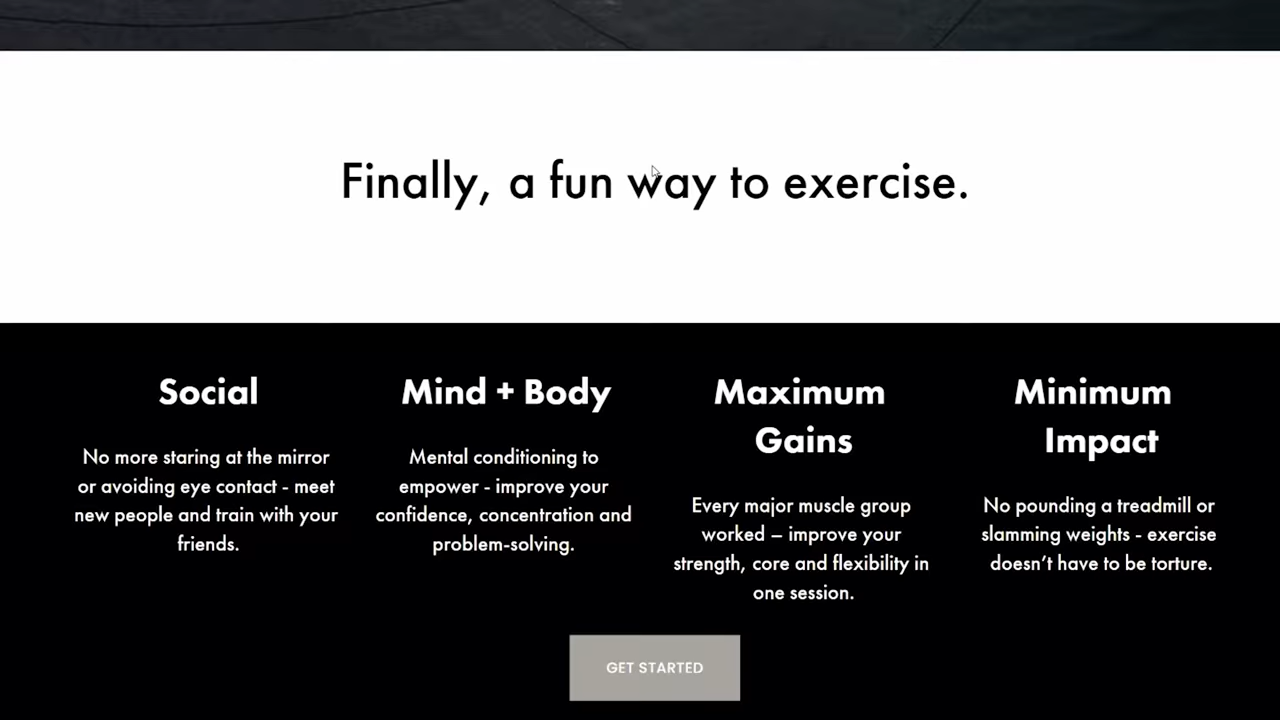 Finally, a fun way to exercise.
Social
No more staring at the mirror
or avoiding eye contact - meet
new people and train with your
friends.
Mind + Body
Mental conditioning to
empower - improve your
confidence, concentration and
problem-solving.
Maximum
Gains
Every major muscle group
worked – improve your
strength, core and flexibility in
one session.
Minimum
Impact
No pounding a treadmill or
slamming weights - exercise
doesn’t have to be torture.
GET STARTED